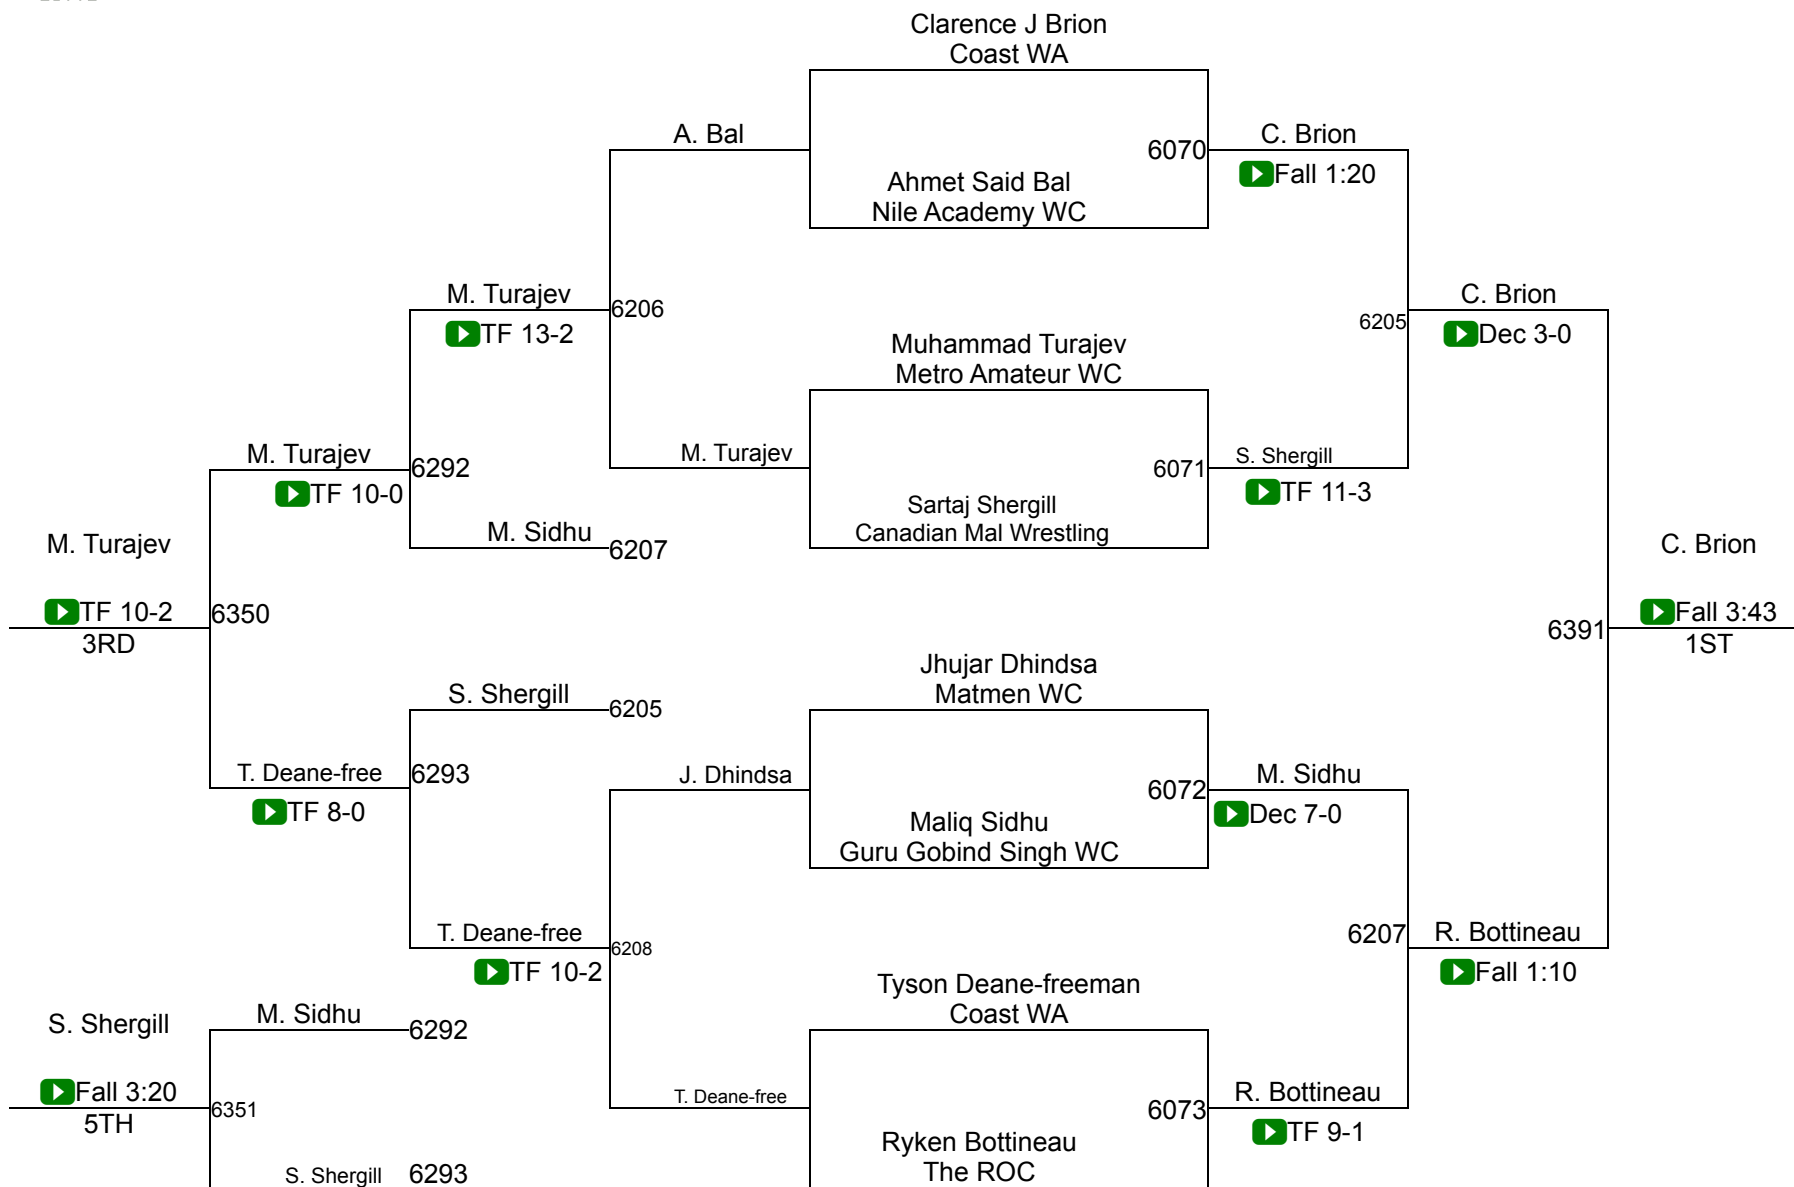 Clarence J Brion
Coast WA
A. Bal
6070
C. Brion
Fall 1:20
Ahmet Said Bal
Nile Academy WC
M. Turajev
6206
TF 13-2
C. Brion
6205
Dec 3-0
Muhammad Turajev
Metro Amateur WC
M. Turajev
6292
TF 10-0
M. Turajev
6071
S. Shergill
TF 11-3
Sartaj Shergill
Canadian Mal Wrestling
M. Sidhu
6207
M. Turajev
TF 10-2
3RD
6350
C. Brion
6391
Fall 3:43
1ST
Jhujar Dhindsa
Matmen WC
S. Shergill
6205
T. Deane-free
6293
TF 8-0
J. Dhindsa
6072
M. Sidhu
Dec 7-0
Maliq Sidhu
Guru Gobind Singh WC
T. Deane-free
6208
TF 10-2
6207
R. Bottineau
Fall 1:10
Tyson Deane-freeman
Coast WA
S. Shergill
M. Sidhu
6292
Fall 3:20
5TH
6351
T. Deane-free
6073
R. Bottineau
TF 9-1
Ryken Bottineau
The ROC
S. Shergill
6293